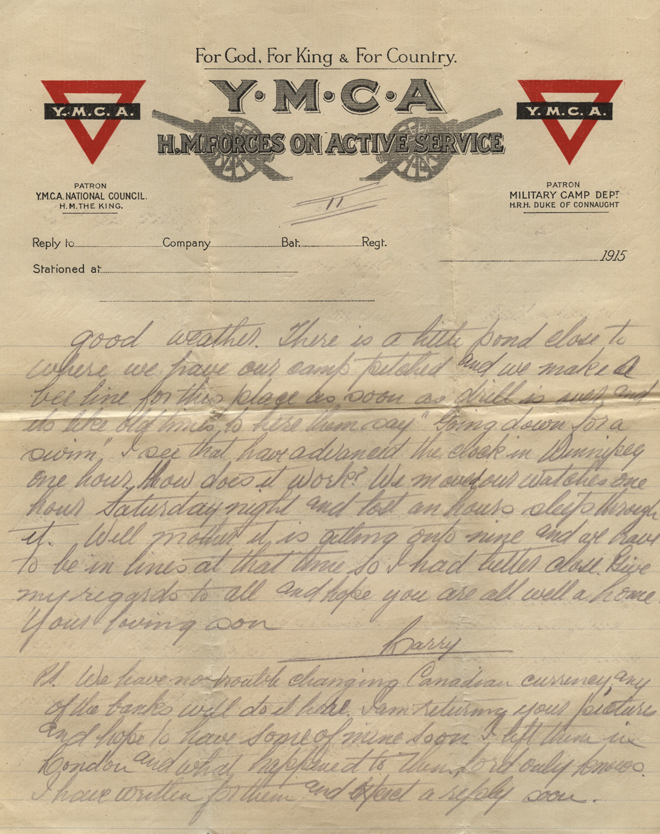 For God, For King & For Country.
Y·M·C·A
H.M. FORCES ON ACTIVE SERVICE
Y.M.C.A.
Y.M.C.A.
PATRON
Y.M.C.A. NATIONAL COUNCIL.
H.M. THE KING.
PATRON
MILITARY CAMP DEPT
H.R.H. DUKE OF CONNAUGHT
11
Reply to Company Bat. Regt.
1915
Stationed at
good weather. There is a little pond close to
where we have our camp pitched and we make a
bee line for this place as soon as drill is over and
its like old times to here them say "Going down for a
swim". I see that have advanced the clock in Winnipeg
one hour, how does it work? We moved our watches one
hour Saturday night and lost an hours sleep through
it. Well mother it is getting onto nine and we have
to be in lines at that time so I had better close. Give
my regards to all and hope you are all well a home
Your loving son
Harry
PS. We have no trouble changing Canadian currency any
of the banks will do it here. I am returning your pictures
and hope to have some of mine soon I left them in
London and what happened to them, lord only knows.
I have written for them and expect a reply soon.